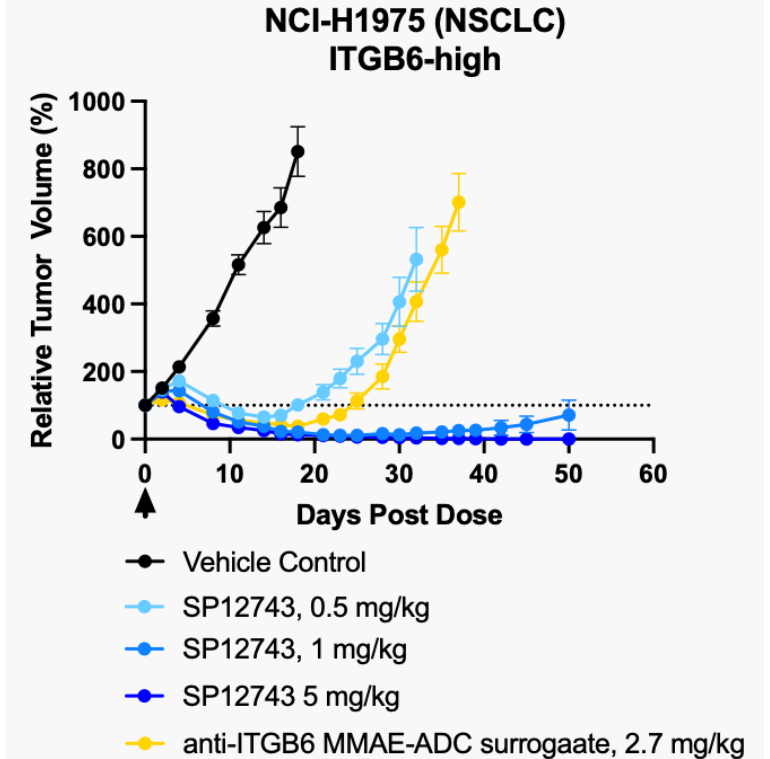 NCI-H1975 (NSCLC)
ITGB6-high
Relative Tumor Volume (%)
1000
800
600
400
200
0
0 10 20 30 40 50 60
Days Post Dose
Vehicle Control
SP12743, 0.5 mg/kg
SP12743, 1 mg/kg
SP12743 5 mg/kg
anti-ITGB6 MMAE-ADC surrogaate, 2.7 mg/kg